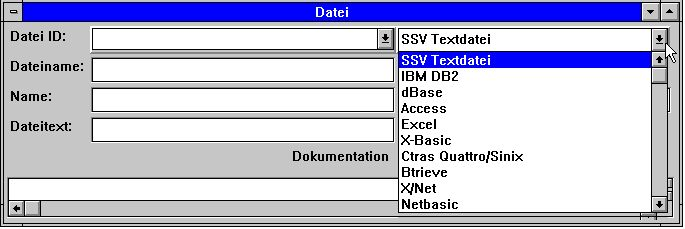 Datei
Datei ID:
SSV Textdatei
Dateiname:
Name:
Dateitext:
Dokumentation
SSV Textdatei
IBM DB2
dBase
Access
Excel
X-Basic
Ctras Quattro/Sinix
Btrieve
X/Net
Netbasic